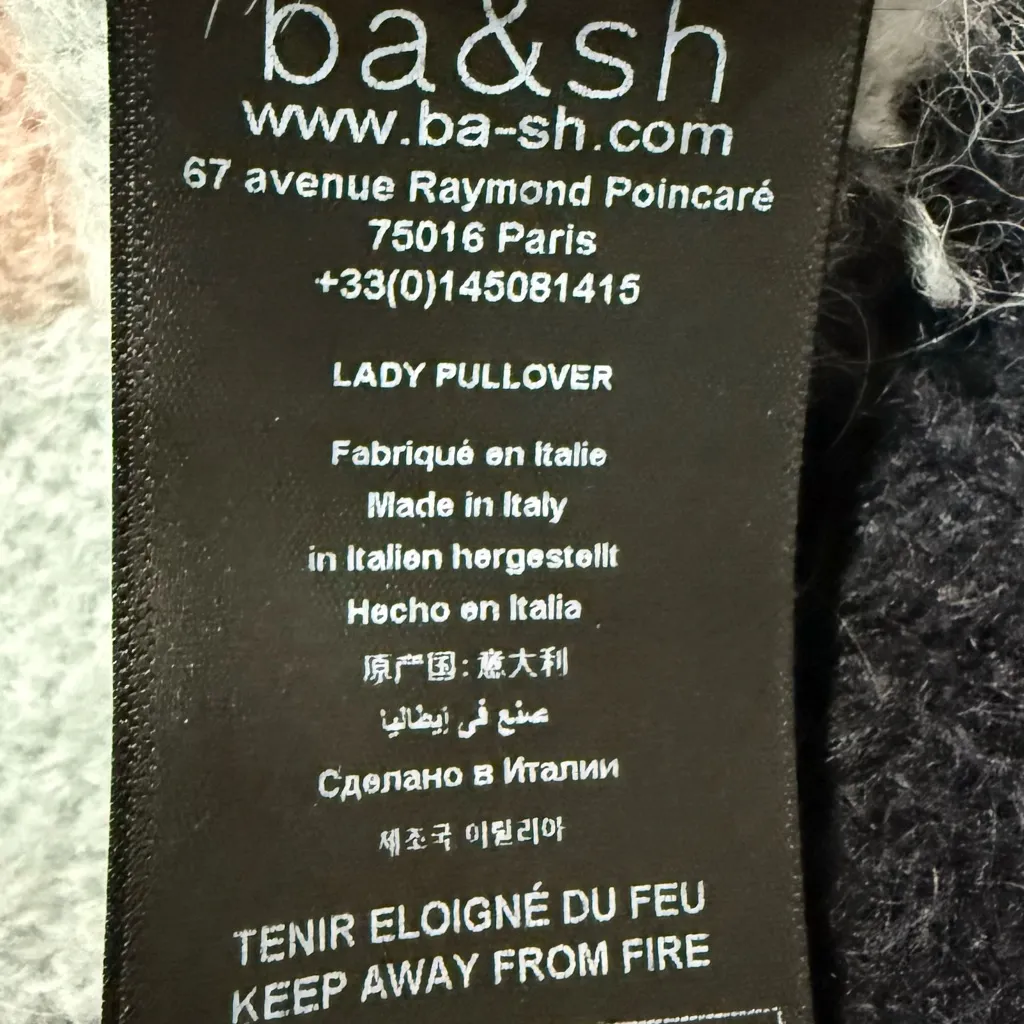 ba&sh
www.ba-sh.com
67 avenue Raymond Poincaré
75016 Paris
+33(0)145081415
LADY PULLOVER
Fabriqué en Italie
Made in Italy
in Italien hergestellt
Hecho en Italia
原产国: 意大利
صنع في إيطاليا
Сделано в Италии
제조국 이탈리아
TENIR ELOIGNÉ DU FEU
KEEP AWAY FROM FIRE